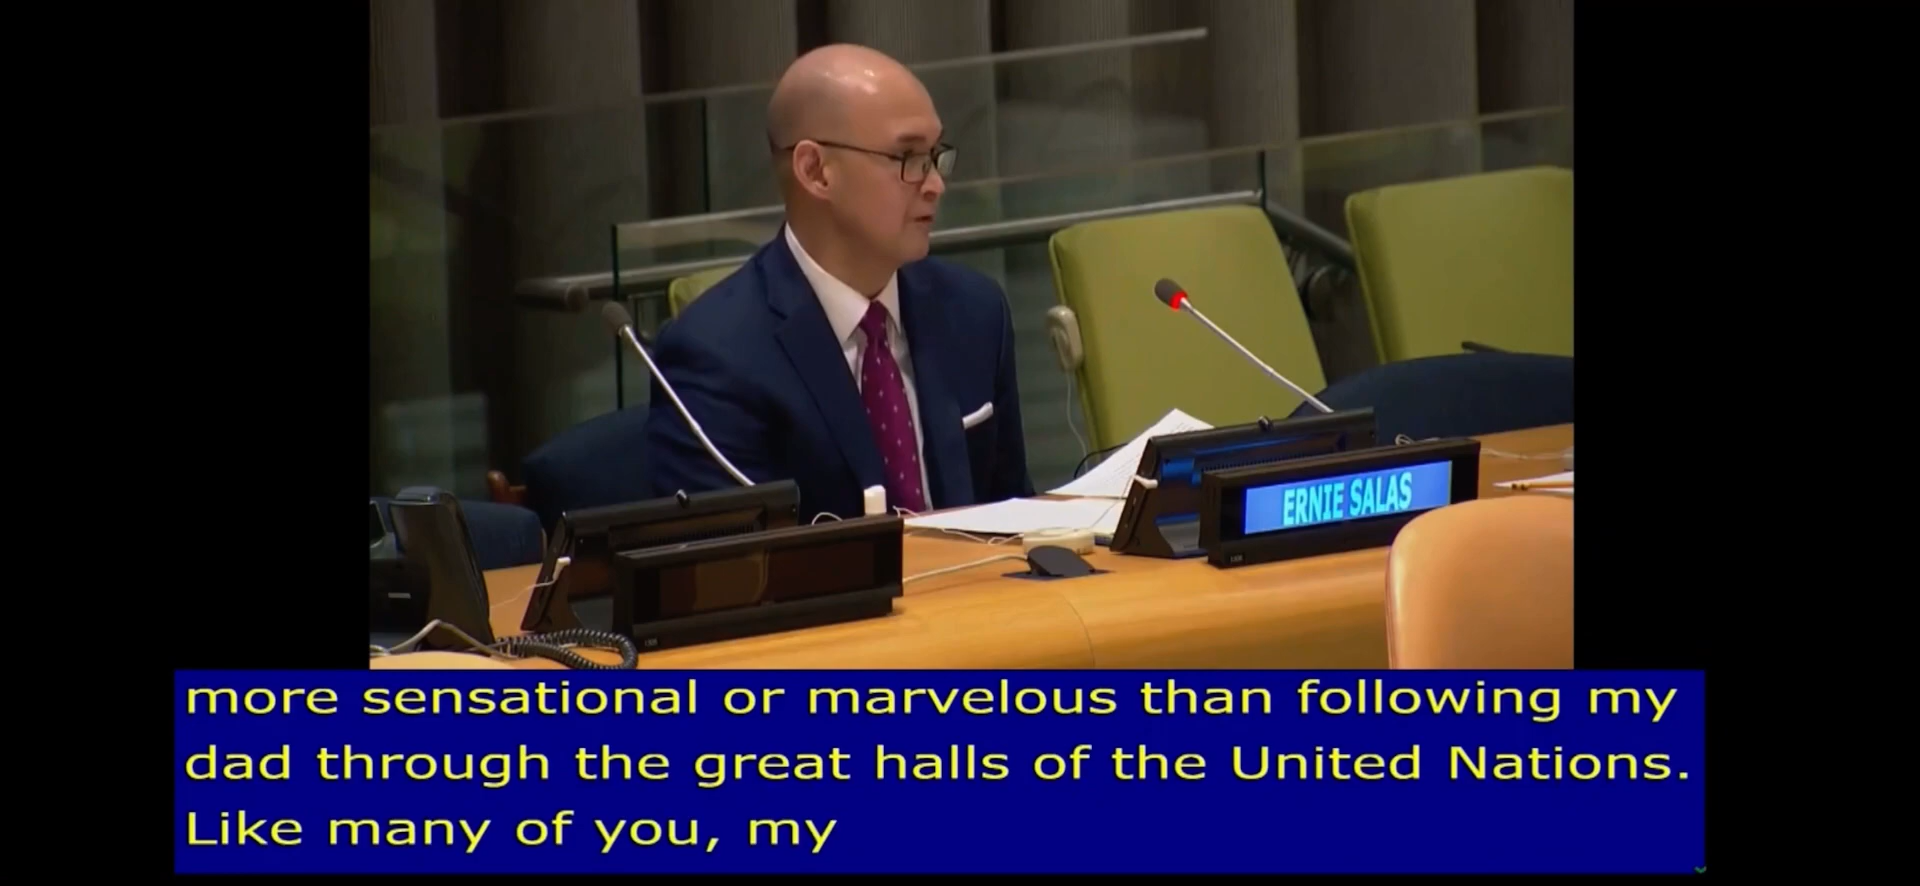 ERNIE SALAS
more sensational or marvelous than following my
dad through the great halls of the United Nations.
Like many of you, my